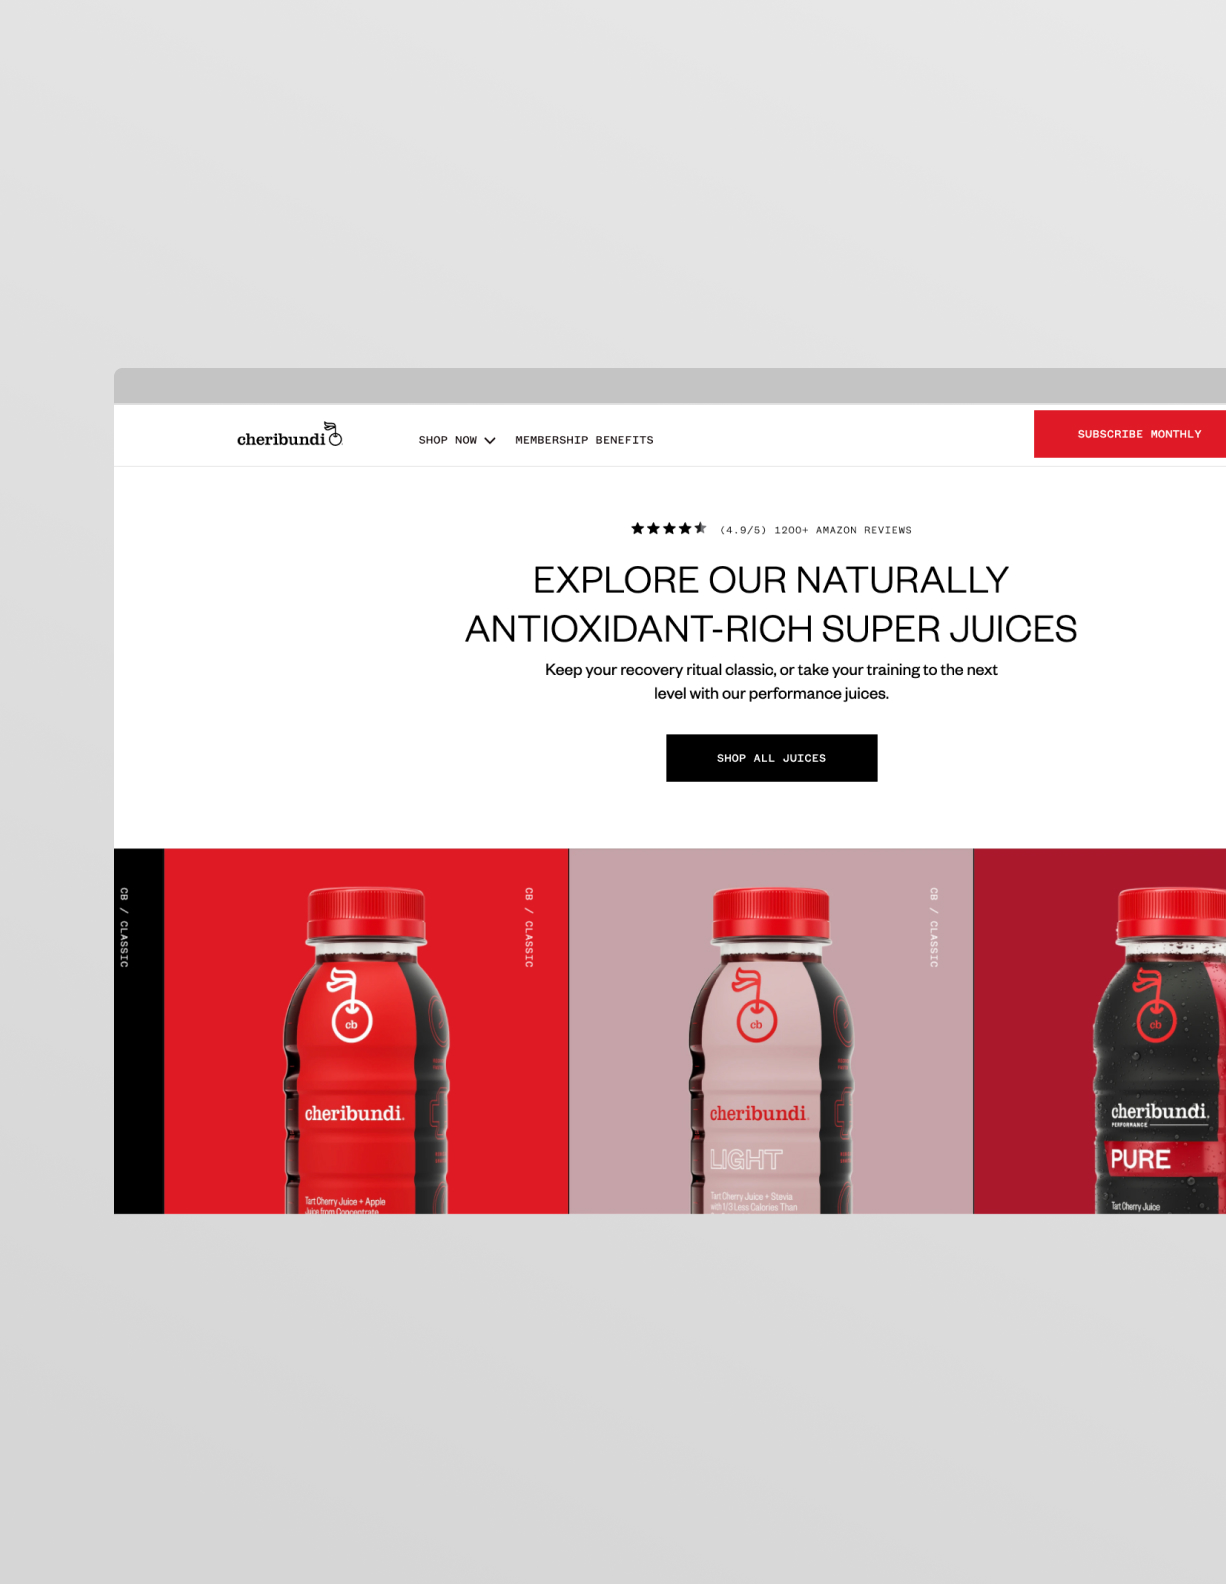 cheribundi
SHOP NOW
MEMBERSHIP BENEFITS
SUBSCRIBE MONTHLY
(4.9/5) 1200+ AMAZON REVIEWS
EXPLORE OUR NATURALLY
ANTIOXIDANT-RICH SUPER JUICES
Keep your recovery ritual classic, or take your training to the next
level with our performance juices.
SHOP ALL JUICES
CB / CLASSIC
CB / CLASSIC
cb
cheribundi.
Tart Cherry Juice + Apple
Juice from Concentrate
CB / CLASSIC
cb
cheribundi.
LIGHT
Tart Cherry Juice + Stevia
with 1/3 Less Calories Than
cb
cheribundi.
PERFORMANCE
PURE
Tart Cherry Juice